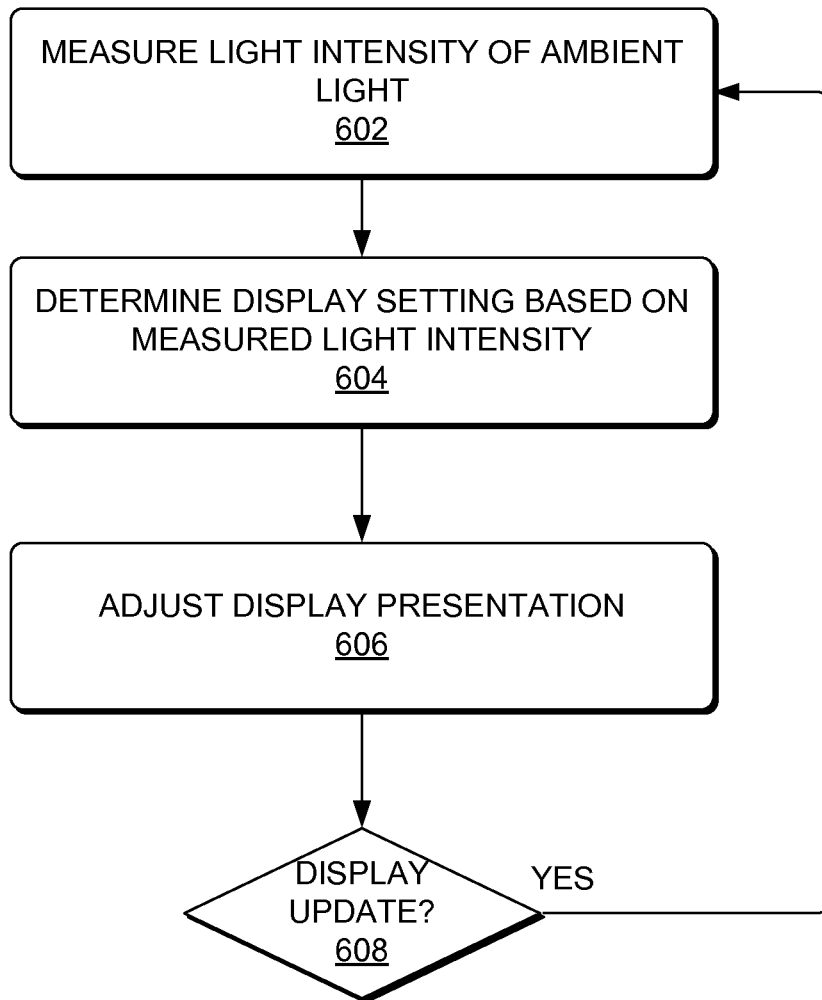 MEASURE LIGHT INTENSITY OF AMBIENT
LIGHT
602
DETERMINE DISPLAY SETTING BASED ON
MEASURED LIGHT INTENSITY
604
ADJUST DISPLAY PRESENTATION
606
DISPLAY
UPDATE?
608
YES